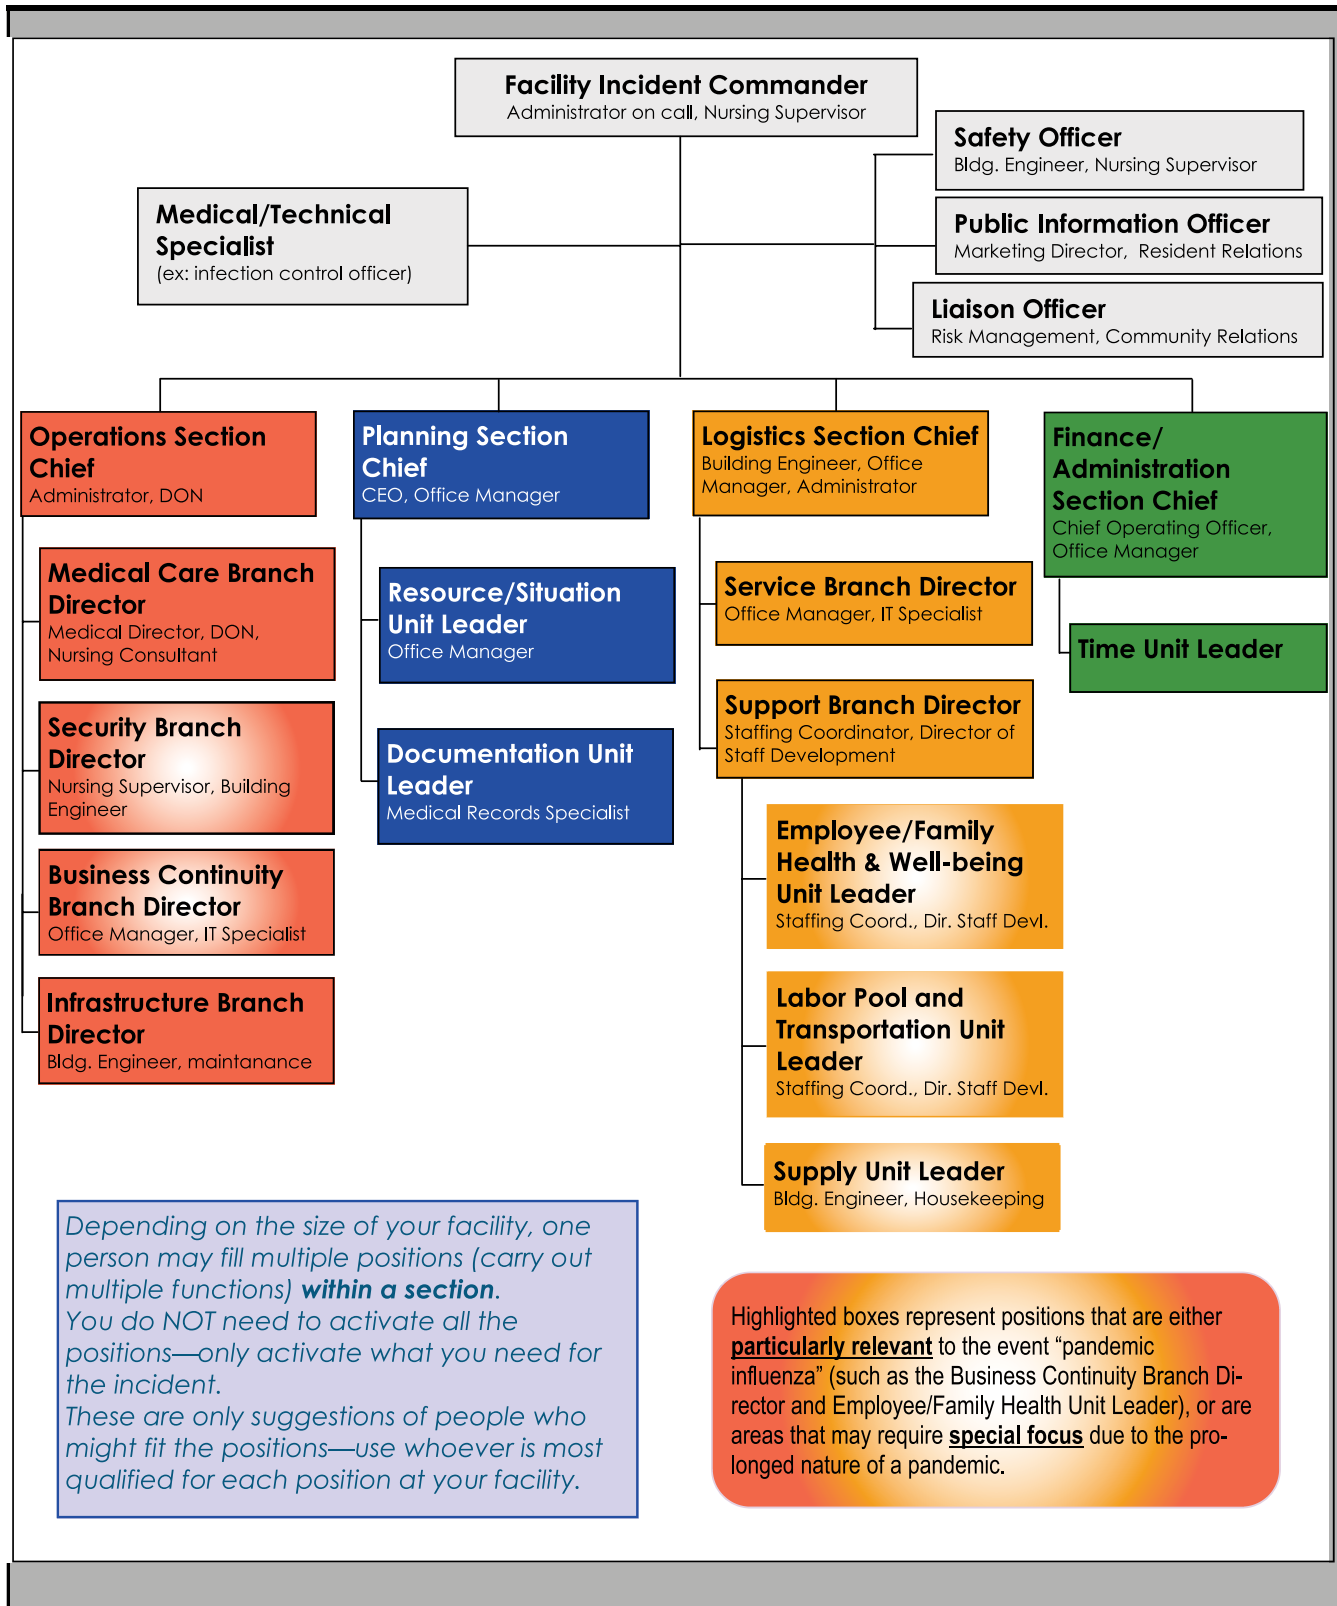 Facility Incident Commander
Administrator on call, Nursing Supervisor
Safety Officer
Bldg. Engineer, Nursing Supervisor
Medical/Technical
Specialist
(ex: infection control officer)
Public Information Officer
Marketing Director,  Resident Relations
Liaison Officer
Risk Management, Community Relations
Operations Section
Chief
Administrator, DON
Medical Care Branch
Director
Medical Director, DON,
Nursing Consultant
Security Branch
Director
Nursing Supervisor, Building
Engineer
Business Continuity
Branch Director
Office Manager, IT Specialist
Infrastructure Branch
Director
Bldg. Engineer, maintanance
Planning Section
Chief
CEO, Office Manager
Resource/Situation
Unit Leader
Office Manager
Documentation Unit
Leader
Medical Records Specialist
Logistics Section Chief
Building Engineer, Office
Manager, Administrator
Service Branch Director
Office Manager, IT Specialist
Support Branch Director
Staffing Coordinator, Director of
Staff Development
Employee/Family
Health & Well-being
Unit Leader
Staffing Coord., Dir. Staff Devl.
Labor Pool and
Transportation Unit
Leader
Staffing Coord., Dir. Staff Devl.
Supply Unit Leader
Bldg. Engineer, Housekeeping
Finance/
Administration
Section Chief
Chief Operating Officer,
Office Manager
Time Unit Leader
Depending on the size of your facility, one
person may fill multiple positions (carry out
multiple functions) within a section.
You do NOT need to activate all the
positions—only activate what you need for
the incident.
These are only suggestions of people who
might fit the positions—use whoever is most
qualified for each position at your facility.
Highlighted boxes represent positions that are either
particularly relevant to the event “pandemic
influenza” (such as the Business Continuity Branch Di-
rector and Employee/Family Health Unit Leader), or are
areas that may require special focus due to the pro-
longed nature of a pandemic.